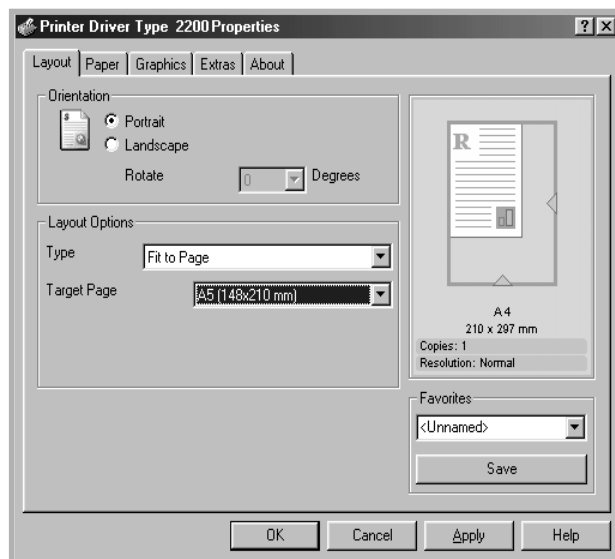 Printer Driver Type 2200 Properties
Layout Paper Graphics Extras About
Orientation
Portrait
Landscape
Rotate 0 Degrees
Layout Options
Type Fit to Page
Target Page A5 (148x210 mm)
R
A4
210 x 297 mm
Copies: 1
Resolution: Normal
Favorites
<Unnamed>
Save
OK Cancel Apply Help